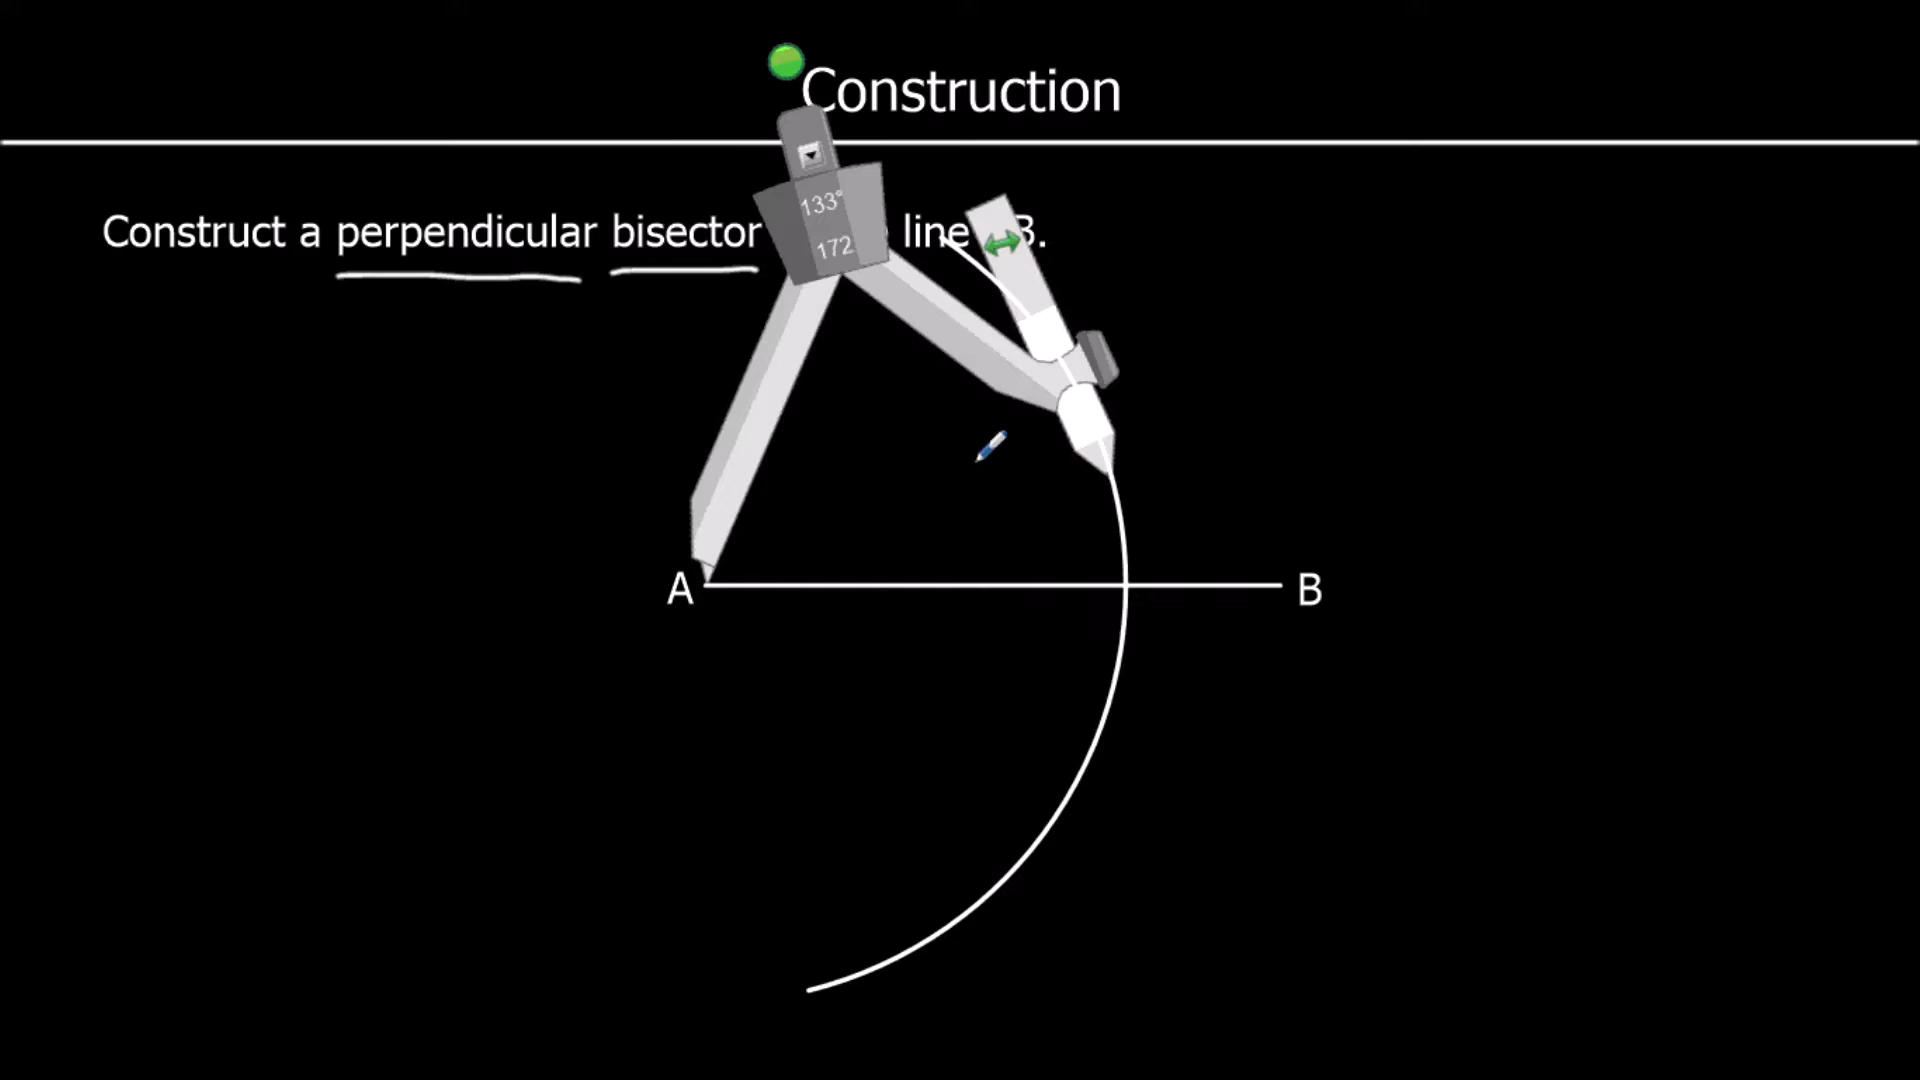 Construction
Construct a perpendicular bisector line B.
133°
172
A
B